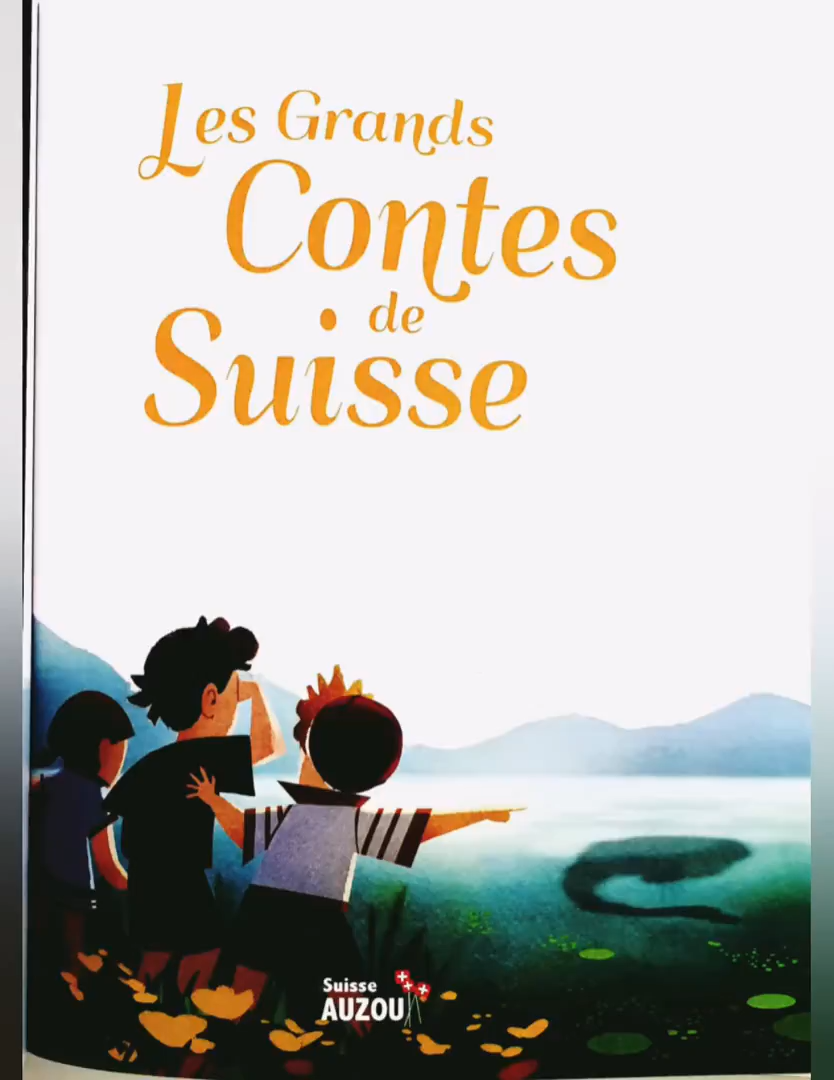 Les Grands
Contes
de
Suisse
Suisse
AUZOU